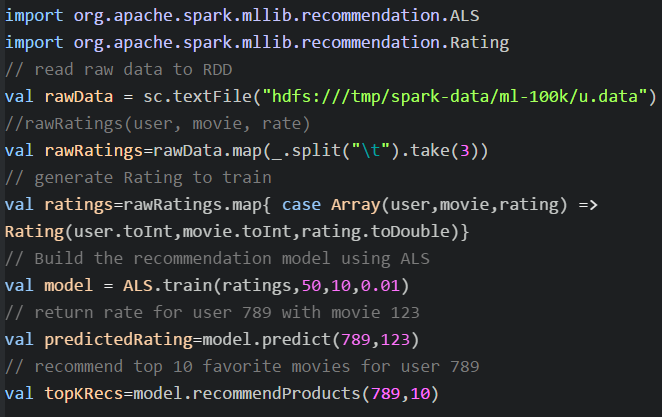 import org.apache.spark.mllib.recommendation.ALS
import org.apache.spark.mllib.recommendation.Rating
// read raw data to RDD
val rawData = sc.textFile("hdfs:///tmp/spark-data/ml-100k/u.data")
//rawRatings(user, movie, rate)
val rawRatings=rawData.map(_.split("\t").take(3))
// generate Rating to train
val ratings=rawRatings.map{ case Array(user,movie,rating) =>
Rating(user.toInt,movie.toInt,rating.toDouble)}
// Build the recommendation model using ALS
val model = ALS.train(ratings,50,10,0.01)
// return rate for user 789 with movie 123
val predictedRating=model.predict(789,123)
// recommend top 10 favorite movies for user 789
val topKRecs=model.recommendProducts(789,10)